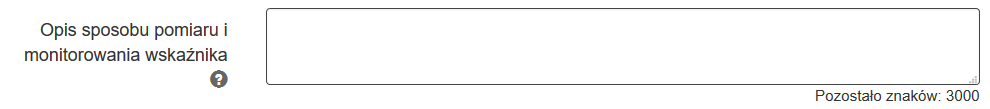 Opis sposobu pomiaru i
monitorowania wskaźnika
?
Pozostało znaków: 3000